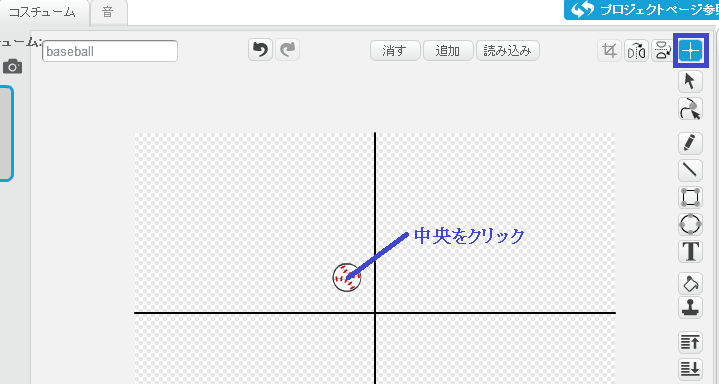 コスチューム
音
プロジェクトページ参照
ューム:
baseball
消す
追加
読み込み
中央をクリック
T